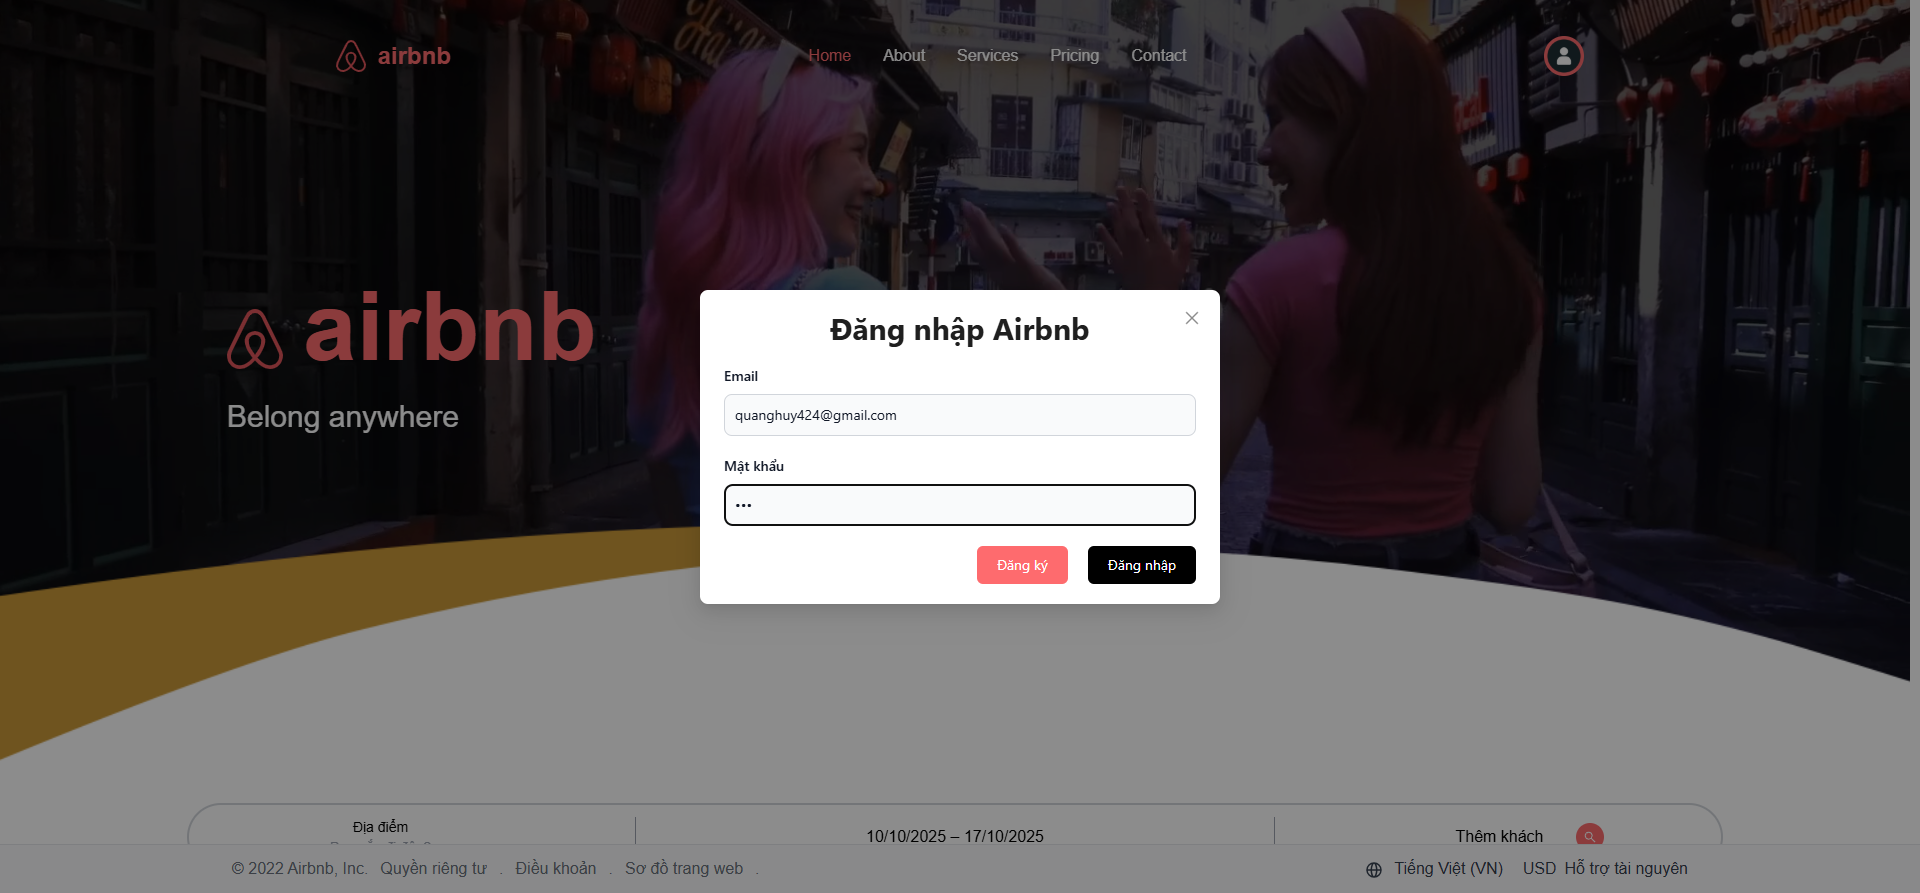 airbnb
Home About Services Pricing Contact
airbnb
Belong anywhere
Đăng nhập Airbnb
Email
quanghuy424@gmail.com
Mật khẩu
•••
Đăng ký Đăng nhập
Địa điểm
10/10/2025 – 17/10/2025
Thêm khách
© 2022 Airbnb, Inc. Quyền riêng tư . Điều khoản . Sơ đồ trang web .
Tiếng Việt (VN) USD Hỗ trợ tài nguyên